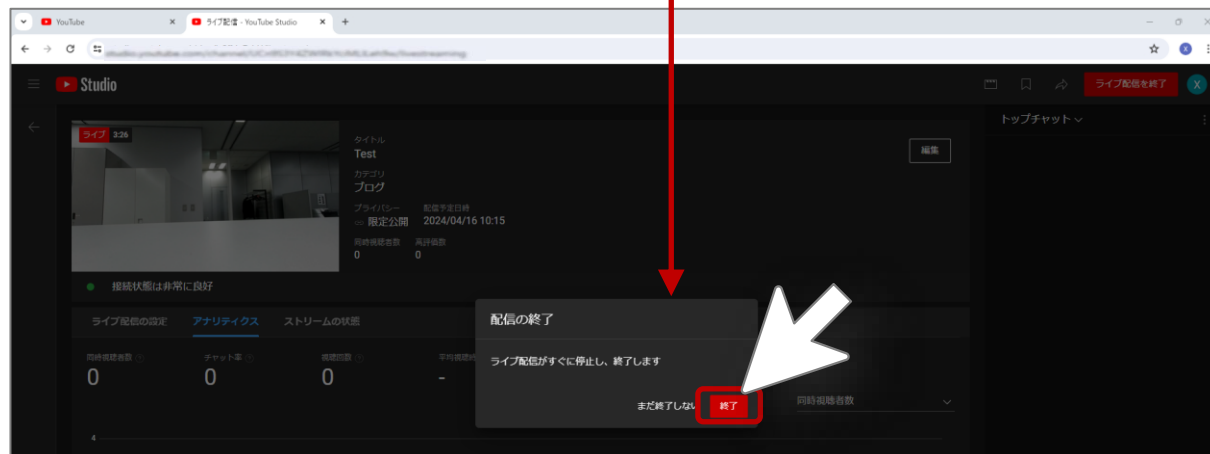 YouTube
ライブ配信 - YouTube Studio
Studio
ライブ配信を終了
X
トップチャット
ライブ 3:26
タイトル
Test
編集
カテゴリ
ブログ
プライバシー 配信予定日時
限定公開 2024/04/16 10:15
同時視聴者数 高評価数
0 0
接続状態は非常に良好
ライブ配信の設定 アナリティクス ストリームの状態
同時視聴者数 チャット率 視聴回数 平均視聴時
0 0 0 -
配信の終了
ライブ配信がすぐに停止し、終了します
まだ終了しない 終了
同時視聴者数
4